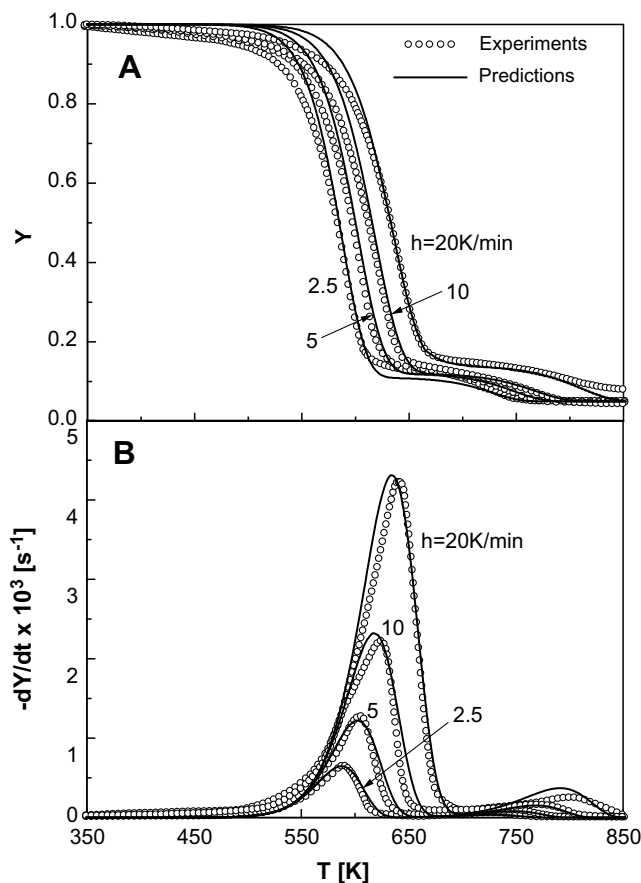 1.0
A
Experiments
Predictions
0.8
0.6
Y
h=20K/min
0.4
2.5
10
5
0.2
0.0
5
B
4
h=20K/min
3
-dY/dt x 10³ [s⁻¹]
10
2
5
2.5
1
0
350 450 550 650 750 850
T [K]